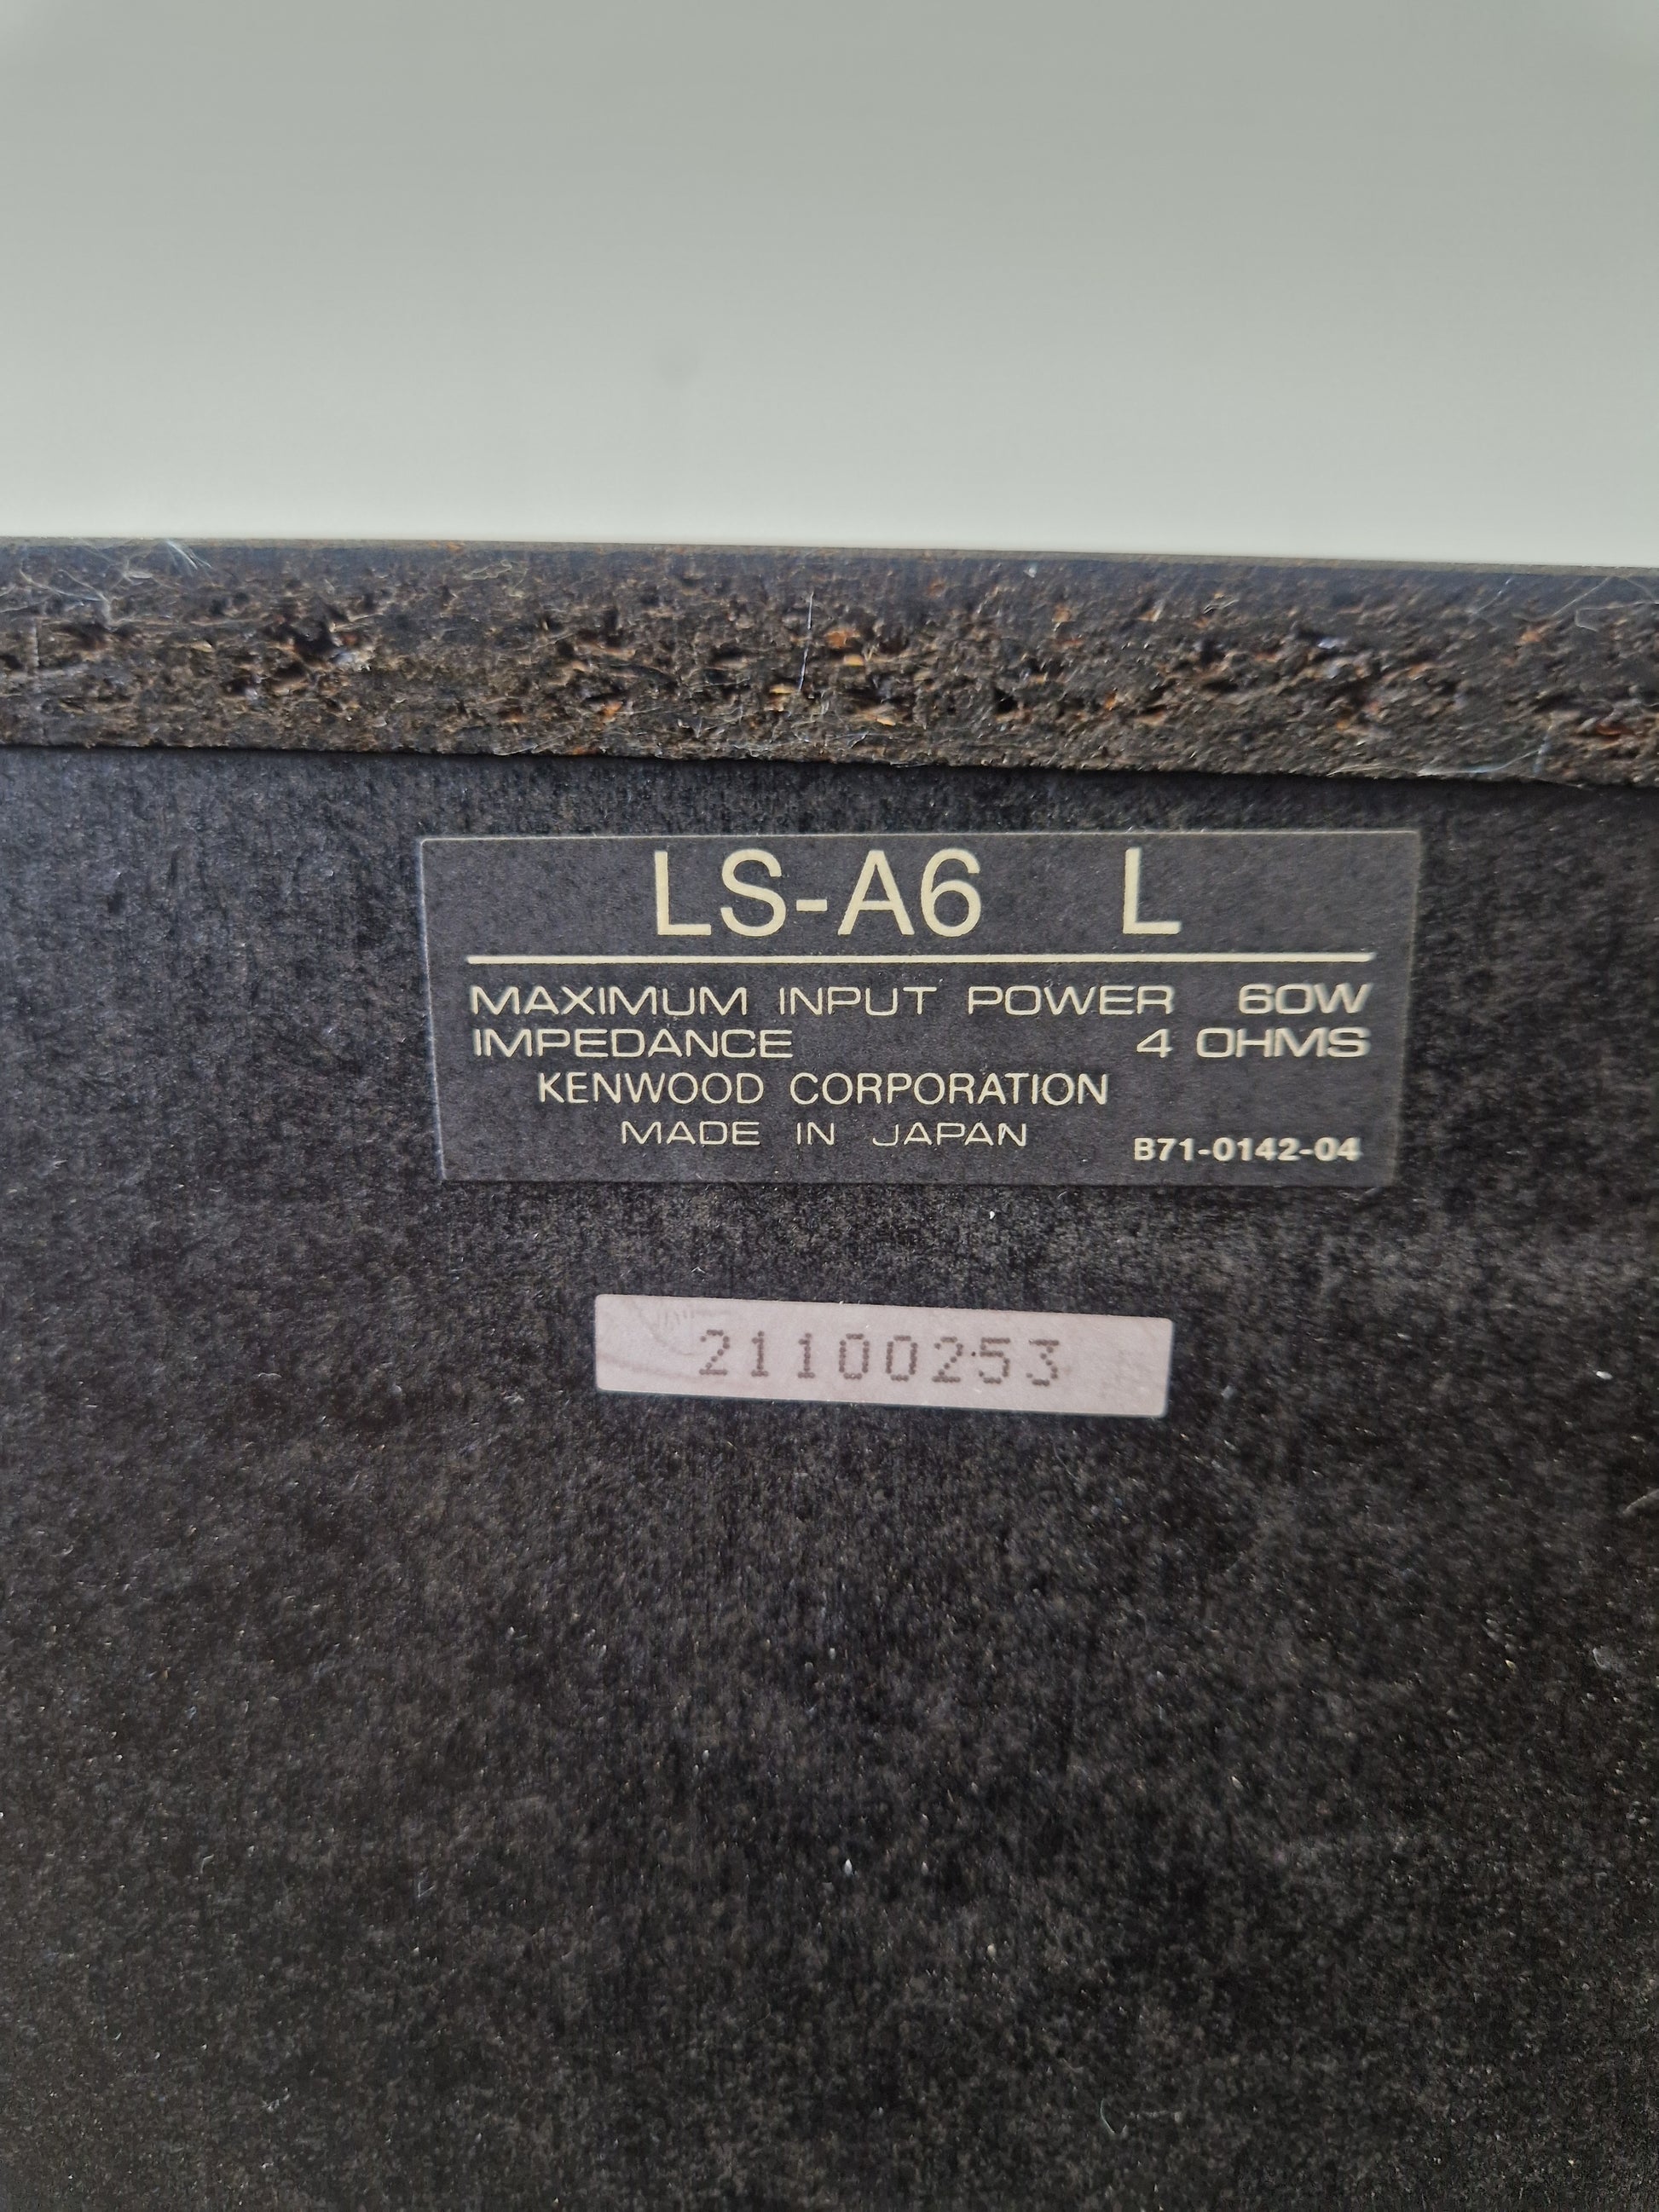 LS-A6 L
MAXIMUM INPUT POWER 60W
IMPEDANCE 4 OHMS
KENWOOD CORPORATION
MADE IN JAPAN B71-0142-04
21100253